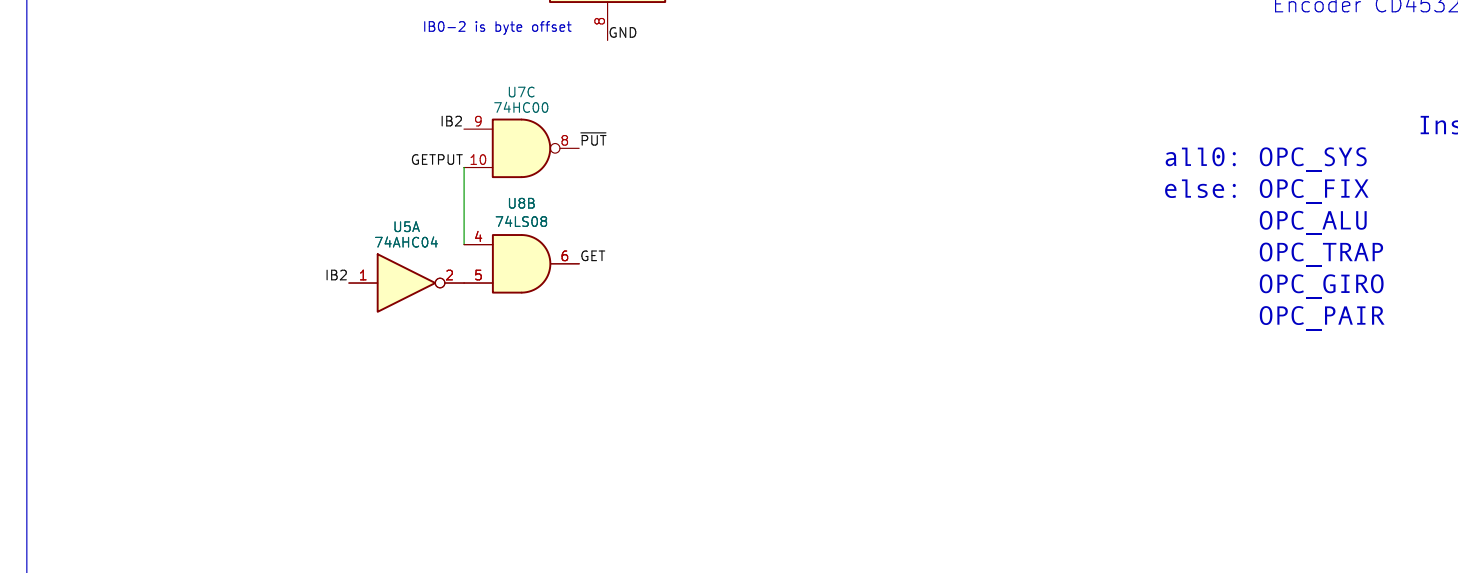 Encoder CD4532
IB0-2 is byte offset
8
GND
U7C
74HC00
IB2 9
8 PUT
GETPUT 10
U8B
74LS08
4
6 GET
U5A
74AHC04
IB2 1
2
5
Ins
all0: OPC_SYS
else: OPC_FIX
OPC_ALU
OPC_TRAP
OPC_GIRO
OPC_PAIR